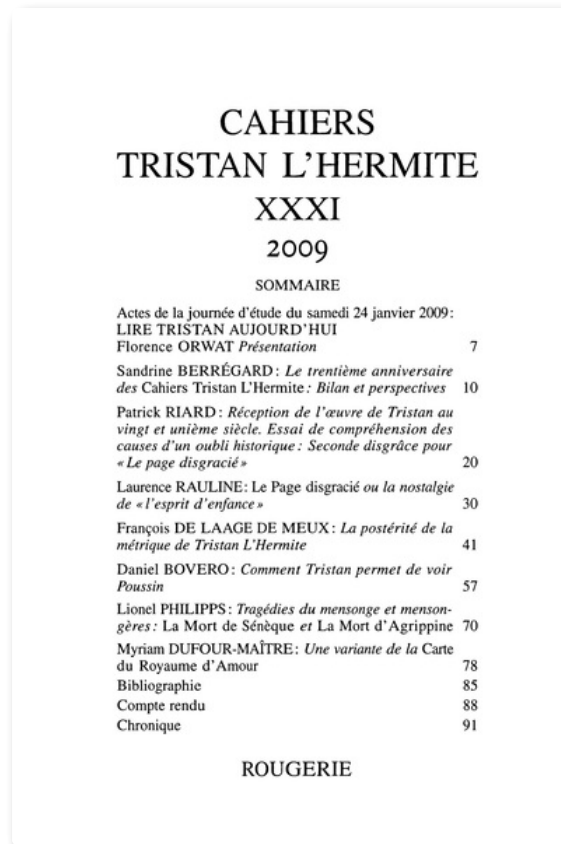 CAHIERS
TRISTAN L'HERMITE
XXXI
2009
SOMMAIRE
Actes de la journée d'étude du samedi 24 janvier 2009 :
LIRE TRISTAN AUJOURD'HUI
Florence ORWAT Présentation 7
Sandrine BERRÉGARD : Le trentième anniversaire
des Cahiers Tristan L'Hermite : Bilan et perspectives 10
Patrick RIARD : Réception de l'œuvre de Tristan au
vingt et unième siècle. Essai de compréhension des
causes d'un oubli historique : Seconde disgrâce pour
« Le page disgracié » 20
Laurence RAULINE : Le Page disgracié ou la nostalgie
de « l'esprit d'enfance » 30
François DE LAAGE DE MEUX : La postérité de la
métrique de Tristan L'Hermite 41
Daniel BOVERO : Comment Tristan permet de voir
Poussin 57
Lionel PHILIPPS : Tragédies du mensonge et menson-
gères : La Mort de Sénèque et La Mort d'Agrippine 70
Myriam DUFOUR-MAÎTRE : Une variante de la Carte
du Royaume d'Amour 78
Bibliographie 85
Compte rendu 88
Chronique 91
ROUGERIE